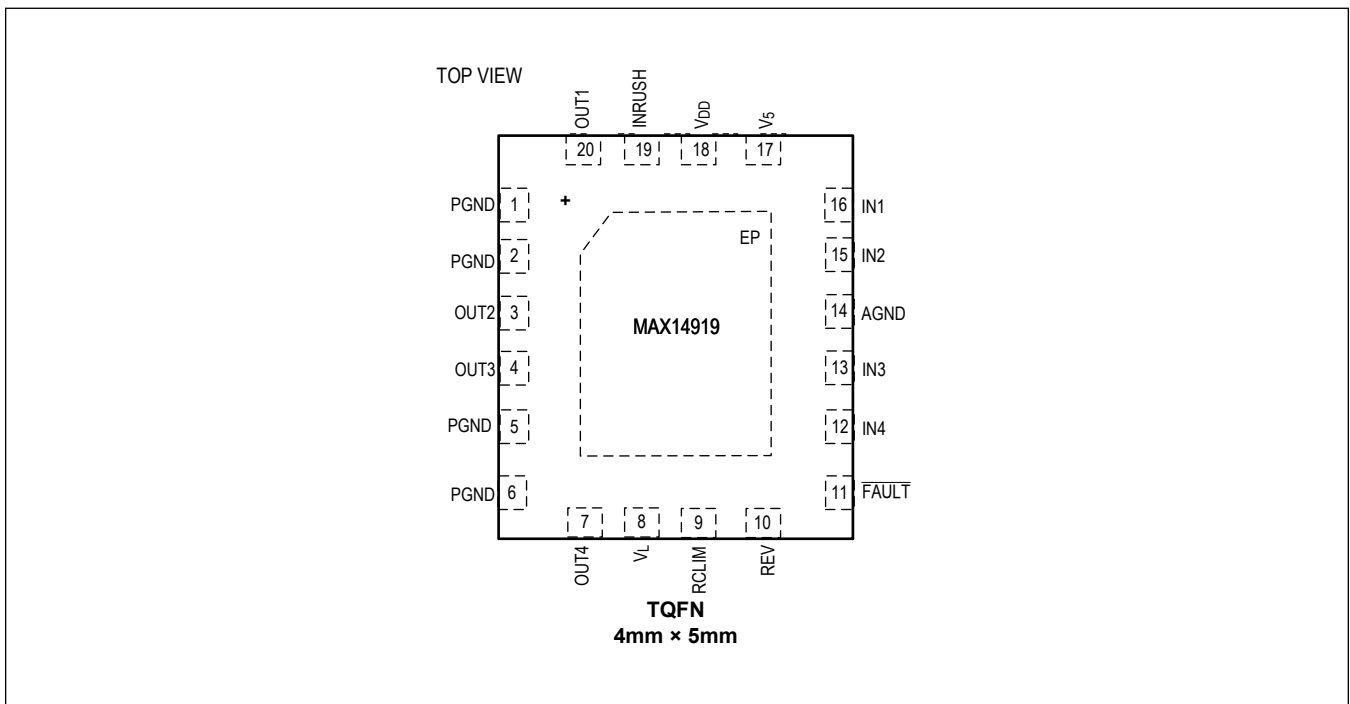 TOP VIEW
OUT1 INRUSH VDD V5
20 19 18 17
PGND 1 + 16 IN1
EP
PGND 2 15 IN2
OUT2 3 MAX14919 14 AGND
OUT3 4 13 IN3
PGND 5 12 IN4
PGND 6 11 FAULT
7 8 9 10
OUT4 VL RCLIM REV
TQFN
4mm × 5mm